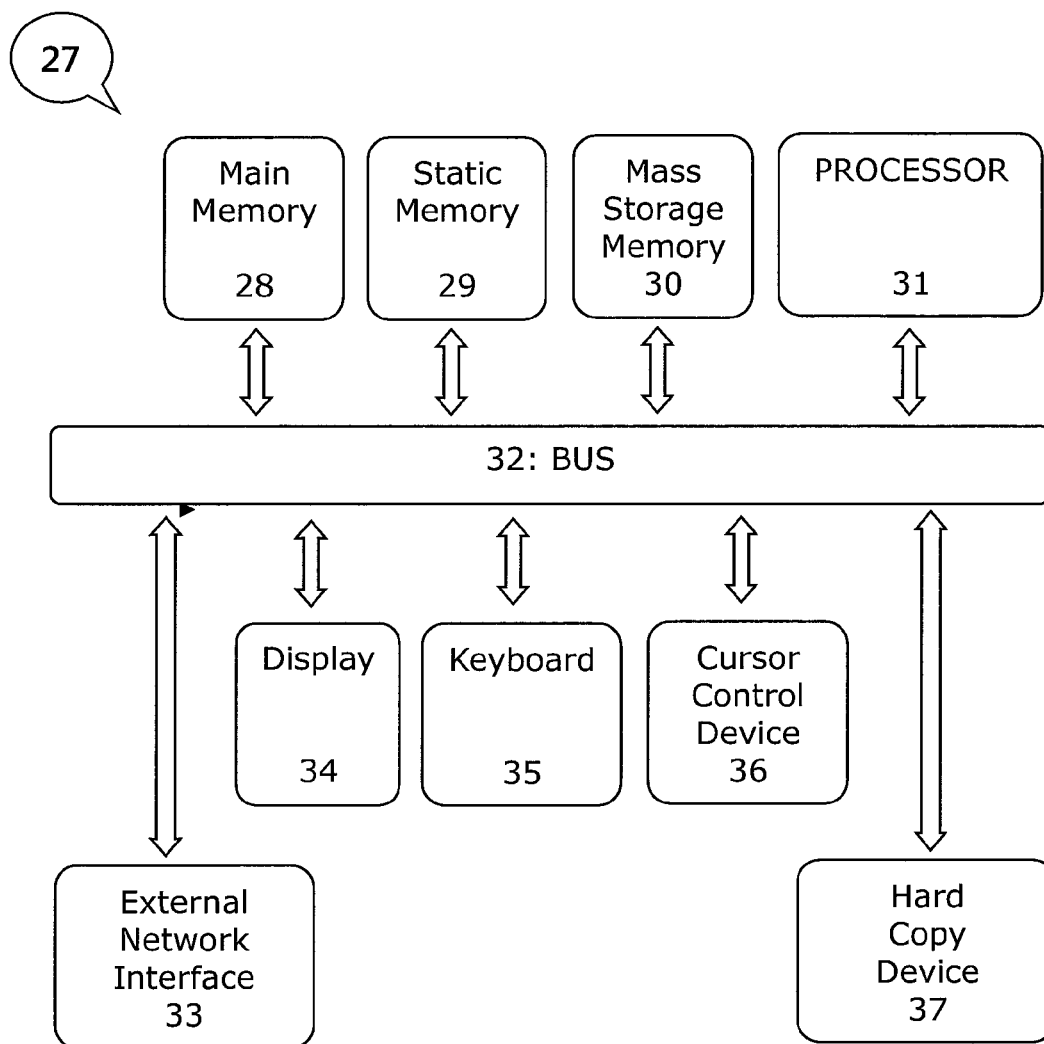 27
Main
Memory
28
Static
Memory
29
Mass
Storage
Memory
30
PROCESSOR
31
32: BUS
Display
34
Keyboard
35
Cursor
Control
Device
36
External
Network
Interface
33
Hard
Copy
Device
37